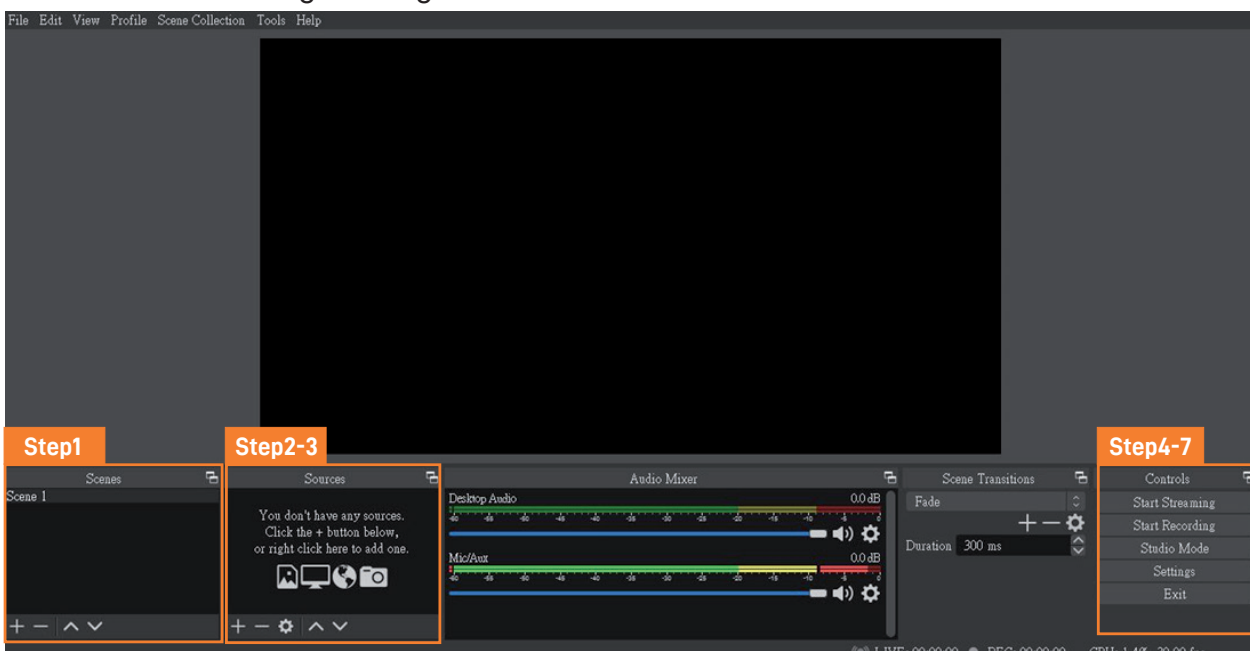 File Edit View Profile Scene Collection Tools Help
Step1
Step2-3
Step4-7
Scenes
Scene 1
Sources
You don't have any sources.
Click the + button below,
or right click here to add one.
Audio Mixer
Desktop Audio 0.0 dB
Mic/Aux 0.0 dB
Scene Transitions
Fade
Duration 300 ms
Controls
Start Streaming
Start Recording
Studio Mode
Settings
Exit